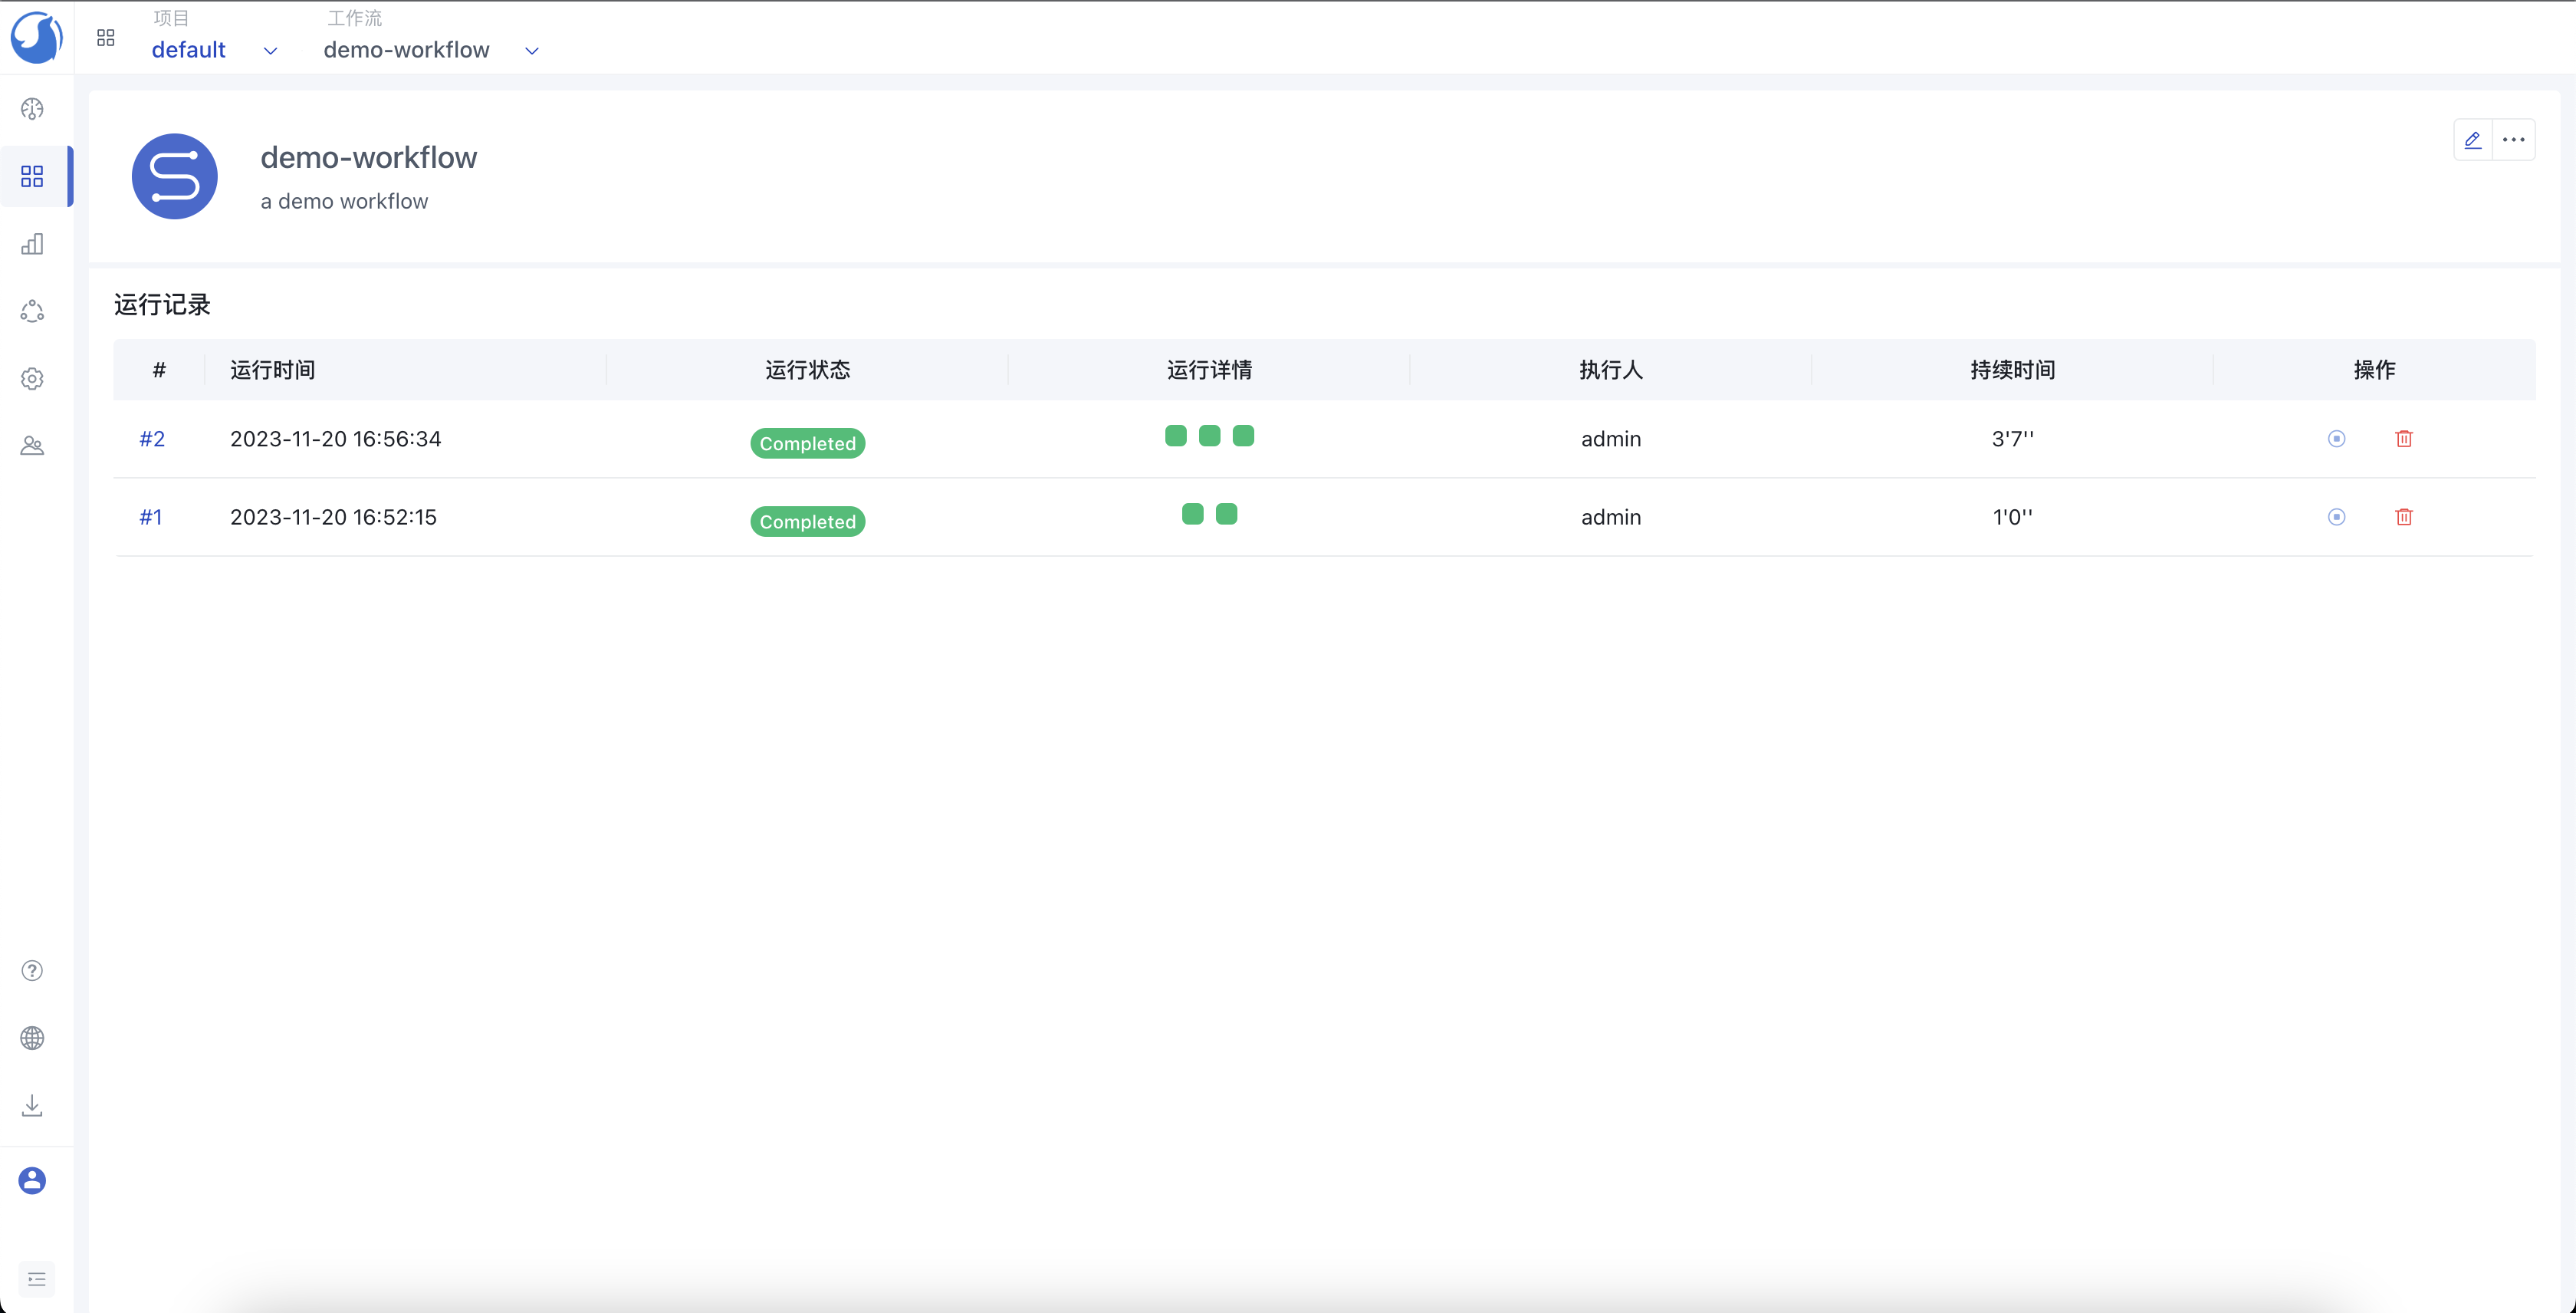 项目
工作流
default
demo-workflow
demo-workflow
a demo workflow
运行记录
# 运行时间 运行状态 运行详情 执行人 持续时间 操作
#2 2023-11-20 16:56:34 Completed admin 3'7''
#1 2023-11-20 16:52:15 Completed admin 1'0''